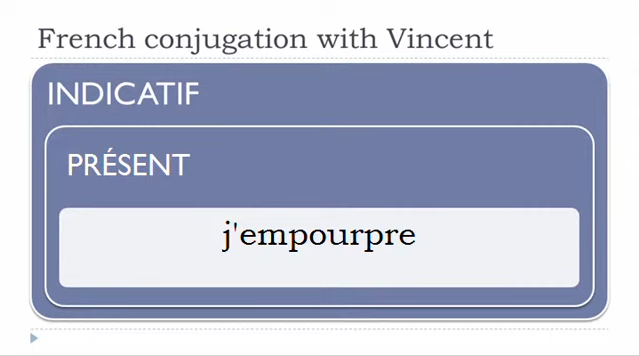 French conjugation with Vincent
INDICATIF
PRÉSENT
j'empourpre